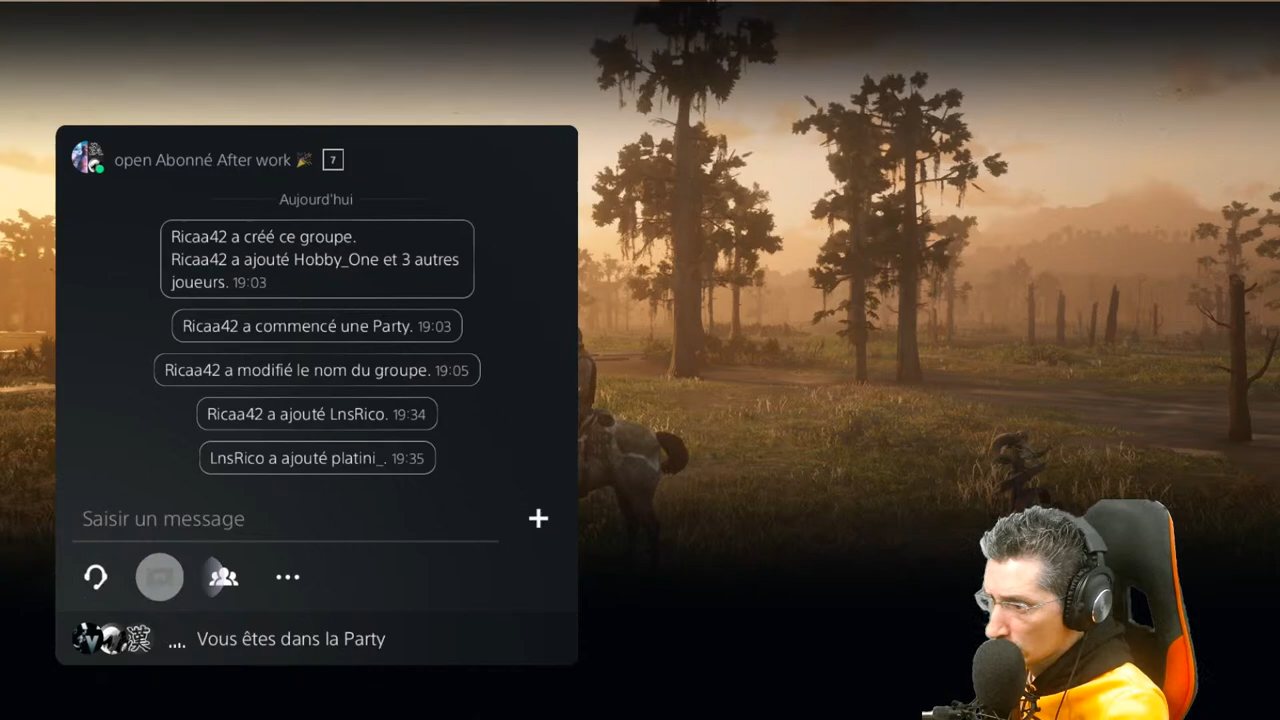 open Abonné After work 🎉 7
Aujourd'hui
Ricaa42 a créé ce groupe.
Ricaa42 a ajouté Hobby_One et 3 autres
joueurs. 19:03
Ricaa42 a commencé une Party. 19:03
Ricaa42 a modifié le nom du groupe. 19:05
Ricaa42 a ajouté LnsRico. 19:34
LnsRico a ajouté platini_. 19:35
Saisir un message
Vous êtes dans la Party